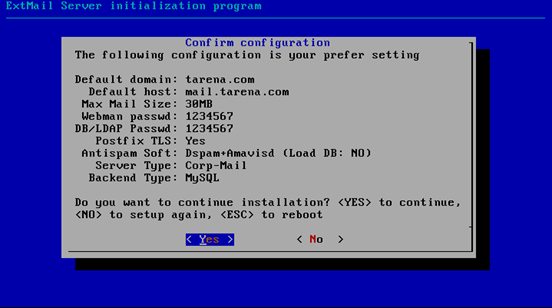 ExtMail Server initialization program
Confirm configuration
The following configuration is your prefer setting
Default domain: tarena.com
Default host: mail.tarena.com
Max Mail Size: 30MB
Webman passwd: 1234567
DB/LDAP Passwd: 1234567
Postfix TLS: Yes
Antispam Soft: Dspam+Amavisd (Load DB: NO)
Server Type: Corp-Mail
Backend Type: MySQL
Do you want to continue installation? <YES> to continue,
<NO> to setup again, <ESC> to reboot
< Yes > < No >